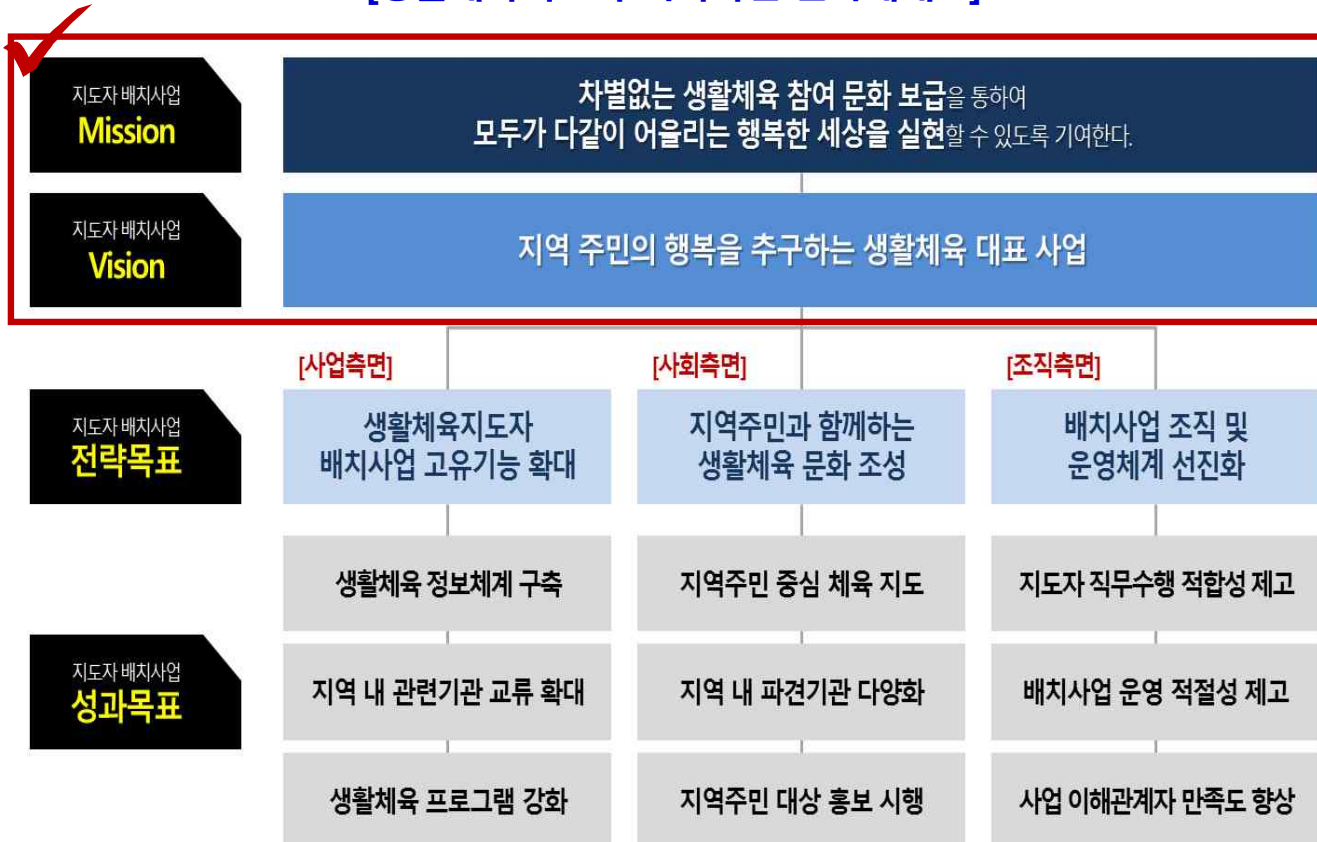 지도자 배치사업
Mission
차별없는 생활체육 참여 문화 보급을 통하여
모두가 다같이 어울리는 행복한 세상을 실현할 수 있도록 기여한다.
지도자 배치사업
Vision
지역 주민의 행복을 추구하는 생활체육 대표 사업
[사업측면]
[사회측면]
[조직측면]
지도자 배치사업
전략목표
생활체육지도자
배치사업 고유기능 확대
지역주민과 함께하는
생활체육 문화 조성
배치사업 조직 및
운영체계 선진화
지도자 배치사업
성과목표
생활체육 정보체계 구축
지역주민 중심 체육 지도
지도자 직무수행 적합성 제고
지역 내 관련기관 교류 확대
지역 내 파견기관 다양화
배치사업 운영 적절성 제고
생활체육 프로그램 강화
지역주민 대상 홍보 시행
사업 이해관계자 만족도 향상